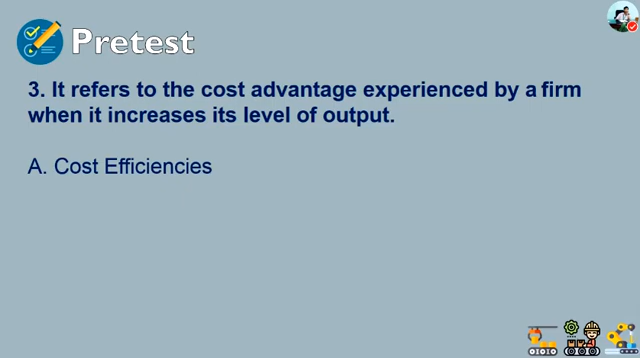 Pretest
3. It refers to the cost advantage experienced by a firm
when it increases its level of output.
A. Cost Efficiencies